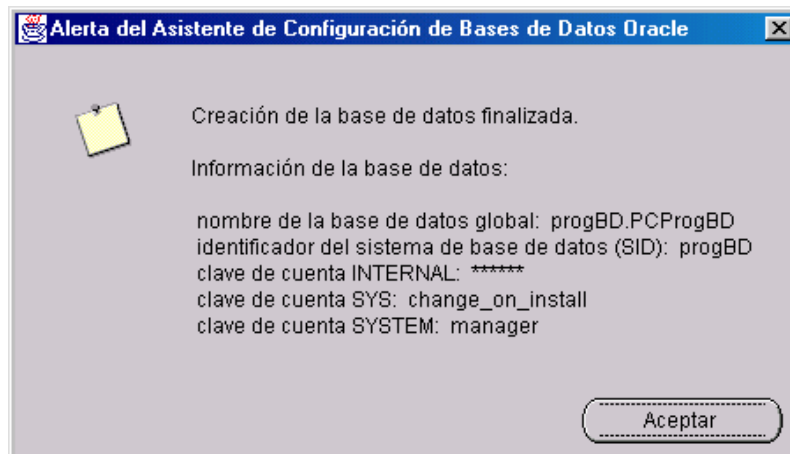 Alerta del Asistente de Configuración de Bases de Datos Oracle
Creación de la base de datos finalizada.
Información de la base de datos:
nombre de la base de datos global: progBD.PCProgBD
identificador del sistema de base de datos (SID): progBD
clave de cuenta INTERNAL: ******
clave de cuenta SYS: change_on_install
clave de cuenta SYSTEM: manager
Aceptar